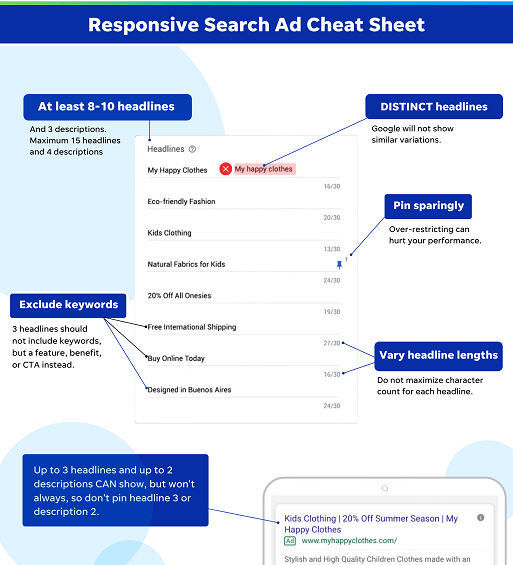 Responsive Search Ad Cheat Sheet
At least 8-10 headlines
And 3 descriptions.
Maximum 15 headlines
and 4 descriptions
DISTINCT headlines
Google will not show
similar variations.
Headlines
My Happy Clothes
My happy clothes
16/30
Eco-friendly Fashion
20/30
Kids Clothing
13/30
Natural Fabrics for Kids
1
24/30
20% Off All Onesies
19/30
Free International Shipping
27/30
Buy Online Today
16/30
Designed in Buenos Aires
24/30
Pin sparingly
Over-restricting can
hurt your performance.
Exclude keywords
3 headlines should
not include keywords,
but a feature, benefit,
or CTA instead.
Vary headline lengths
Do not maximize character
count for each headline.
Up to 3 headlines and up to 2
descriptions CAN show, but won't
always, so don't pin headline 3 or
description 2.
Kids Clothing | 20% Off Summer Season | My
Happy Clothes
Ad www.myhappyclothes.com/
Stylish and High Quality Children Clothes made with an